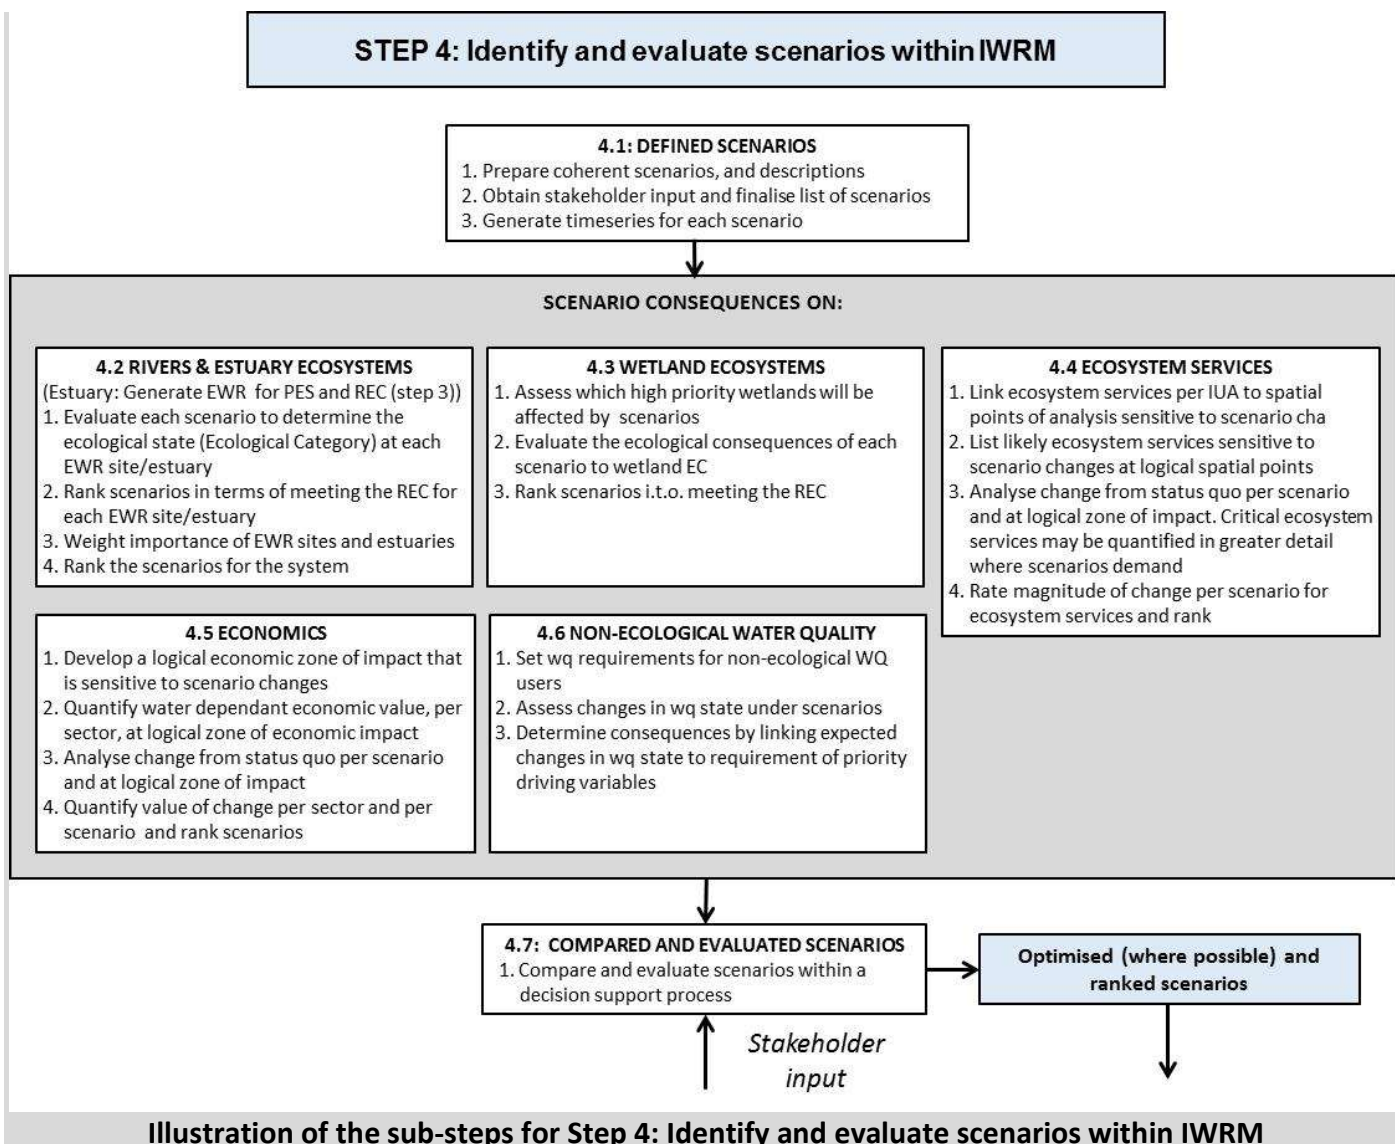 STEP 4: Identify and evaluate scenarios within IWRM
4.1: DEFINED SCENARIOS
1. Prepare coherent scenarios, and descriptions
2. Obtain stakeholder input and finalise list of scenarios
3. Generate timeseries for each scenario
SCENARIO CONSEQUENCES ON:
4.2 RIVERS & ESTUARY ECOSYSTEMS
(Estuary: Generate EWR for PES and REC (step 3))
1. Evaluate each scenario to determine the
ecological state (Ecological Category) at each
EWR site/estuary
2. Rank scenarios in terms of meeting the REC for
each EWR site/estuary
3. Weight importance of EWR sites and estuaries
4. Rank the scenarios for the system
4.3 WETLAND ECOSYSTEMS
1. Assess which high priority wetlands will be
affected by scenarios
2. Evaluate the ecological consequences of each
scenario to wetland EC
3. Rank scenarios i.t.o. meeting the REC
4.4 ECOSYSTEM SERVICES
1. Link ecosystem services per IUA to spatial
points of analysis sensitive to scenario cha
2. List likely ecosystem services sensitive to
scenario changes at logical spatial points
3. Analyse change from status quo per scenario
and at logical zone of impact. Critical ecosystem
services may be quantified in greater detail
where scenarios demand
4. Rate magnitude of change per scenario for
ecosystem services and rank
4.5 ECONOMICS
1. Develop a logical economic zone of impact that
is sensitive to scenario changes
2. Quantify water dependant economic value, per
sector, at logical zone of economic impact
3. Analyse change from status quo per scenario
and at logical zone of impact
4. Quantify value of change per sector and per
scenario and rank scenarios
4.6 NON-ECOLOGICAL WATER QUALITY
1. Set wq requirements for non-ecological WQ
users
2. Assess changes in wq state under scenarios
3. Determine consequences by linking expected
changes in wq state to requirement of priority
driving variables
4.7: COMPARED AND EVALUATED SCENARIOS
1. Compare and evaluate scenarios within a
decision support process
Optimised (where possible) and
ranked scenarios
Stakeholder
input
Illustration of the sub-steps for Step 4: Identify and evaluate scenarios within IWRM